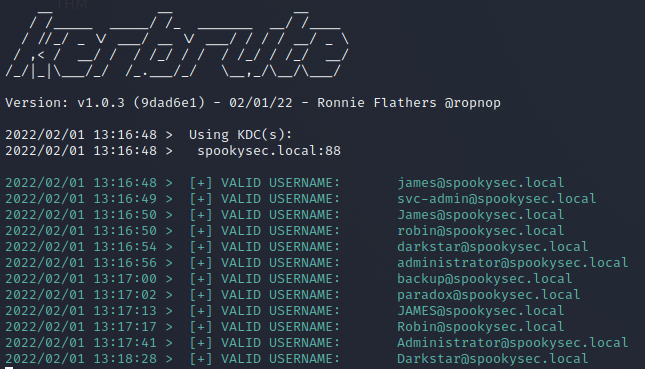 THM
kerbrute
Version: v1.0.3 (9dad6e1) - 02/01/22 - Ronnie Flathers @ropnop
2022/02/01 13:16:48 > Using KDC(s):
2022/02/01 13:16:48 > spookysec.local:88
2022/02/01 13:16:48 > [+] VALID USERNAME: james@spookysec.local
2022/02/01 13:16:49 > [+] VALID USERNAME: svc-admin@spookysec.local
2022/02/01 13:16:50 > [+] VALID USERNAME: James@spookysec.local
2022/02/01 13:16:50 > [+] VALID USERNAME: robin@spookysec.local
2022/02/01 13:16:54 > [+] VALID USERNAME: darkstar@spookysec.local
2022/02/01 13:16:56 > [+] VALID USERNAME: administrator@spookysec.local
2022/02/01 13:17:00 > [+] VALID USERNAME: backup@spookysec.local
2022/02/01 13:17:02 > [+] VALID USERNAME: paradox@spookysec.local
2022/02/01 13:17:13 > [+] VALID USERNAME: JAMES@spookysec.local
2022/02/01 13:17:17 > [+] VALID USERNAME: Robin@spookysec.local
2022/02/01 13:17:41 > [+] VALID USERNAME: Administrator@spookysec.local
2022/02/01 13:18:28 > [+] VALID USERNAME: Darkstar@spookysec.local